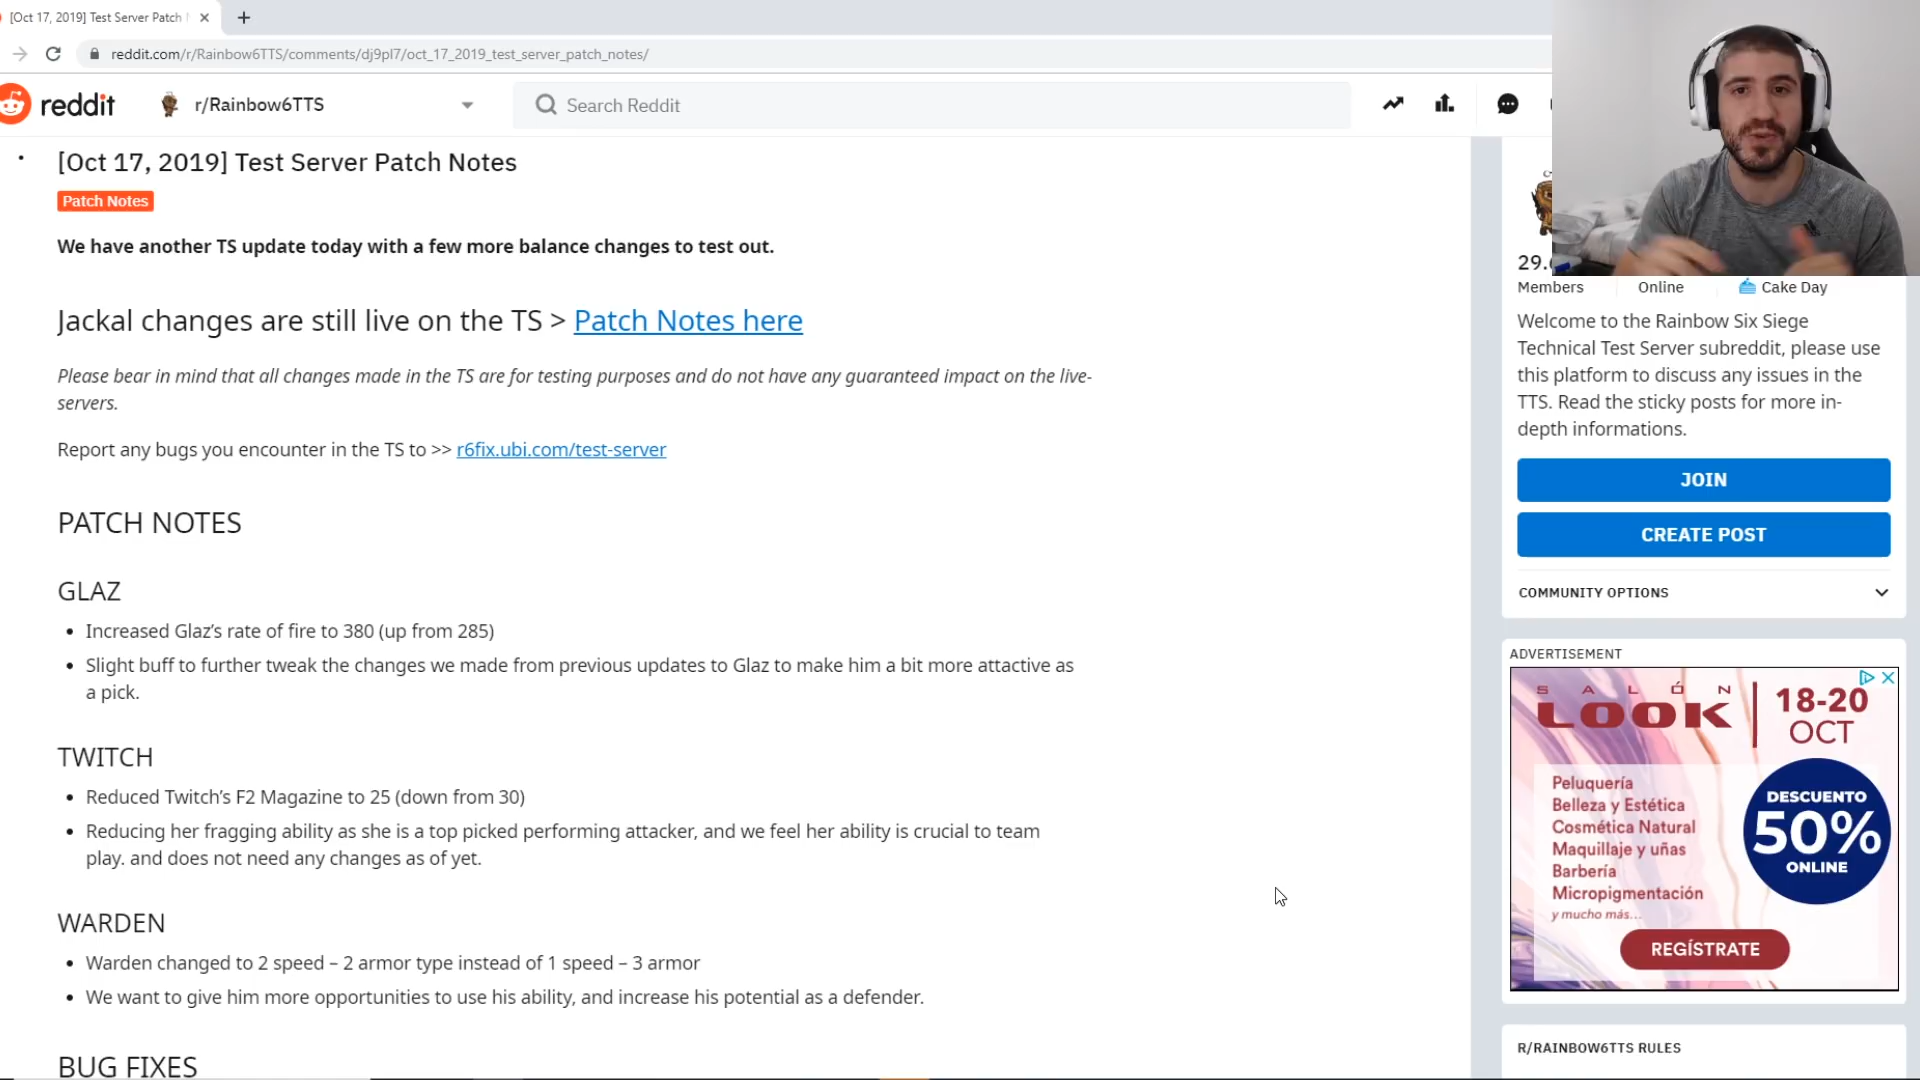 [Oct 17, 2019] Test Server Patch
reddit.com/r/Rainbow6TTS/comments/dj9pl7/oct_17_2019_test_server_patch_notes/
reddit
r/Rainbow6TTS
Search Reddit
[Oct 17, 2019] Test Server Patch Notes
Patch Notes
We have another TS update today with a few more balance changes to test out.
Jackal changes are still live on the TS > Patch Notes here
Please bear in mind that all changes made in the TS are for testing purposes and do not have any guaranteed impact on the live-
servers.
Report any bugs you encounter in the TS to >> r6fix.ubi.com/test-server
PATCH NOTES
GLAZ
• Increased Glaz's rate of fire to 380 (up from 285)
• Slight buff to further tweak the changes we made from previous updates to Glaz to make him a bit more attactive as
a pick.
TWITCH
• Reduced Twitch's F2 Magazine to 25 (down from 30)
• Reducing her fragging ability as she is a top picked performing attacker, and we feel her ability is crucial to team
play. and does not need any changes as of yet.
WARDEN
• Warden changed to 2 speed – 2 armor type instead of 1 speed – 3 armor
• We want to give him more opportunities to use his ability, and increase his potential as a defender.
BUG FIXES
Members
Online
Cake Day
Welcome to the Rainbow Six Siege
Technical Test Server subreddit, please use
this platform to discuss any issues in the
TTS. Read the sticky posts for more in-
depth informations.
JOIN
CREATE POST
COMMUNITY OPTIONS
ADVERTISEMENT
SALÓN
LOOK
18-20
OCT
Peluquería
Belleza y Estética
Cosmética Natural
Maquillaje y uñas
Barbería
Micropigmentación
y mucho más...
DESCUENTO
50%
ONLINE
REGÍSTRATE
R/RAINBOW6TTS RULES